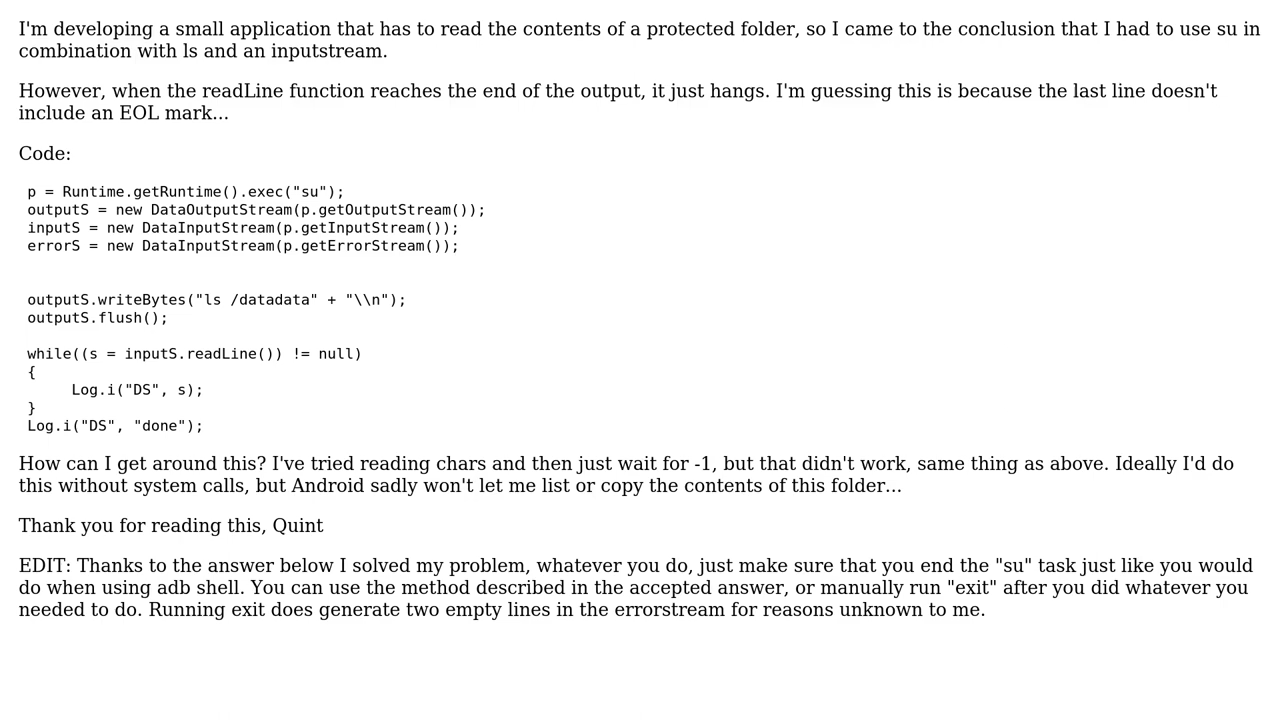 I'm developing a small application that has to read the contents of a protected folder, so I came to the conclusion that I had to use su in
combination with ls and an inputstream.
However, when the readLine function reaches the end of the output, it just hangs. I'm guessing this is because the last line doesn't
include an EOL mark...
Code:
p = Runtime.getRuntime().exec("su");
outputS = new DataOutputStream(p.getOutputStream());
inputS = new DataInputStream(p.getInputStream());
errorS = new DataInputStream(p.getErrorStream());
outputS.writeBytes("ls /datadata" + "\\n");
outputS.flush();
while((s = inputS.readLine()) != null)
{
     Log.i("DS", s);
}
Log.i("DS", "done");
How can I get around this? I've tried reading chars and then just wait for -1, but that didn't work, same thing as above. Ideally I'd do
this without system calls, but Android sadly won't let me list or copy the contents of this folder...
Thank you for reading this, Quint
EDIT: Thanks to the answer below I solved my problem, whatever you do, just make sure that you end the "su" task just like you would
do when using adb shell. You can use the method described in the accepted answer, or manually run "exit" after you did whatever you
needed to do. Running exit does generate two empty lines in the errorstream for reasons unknown to me.